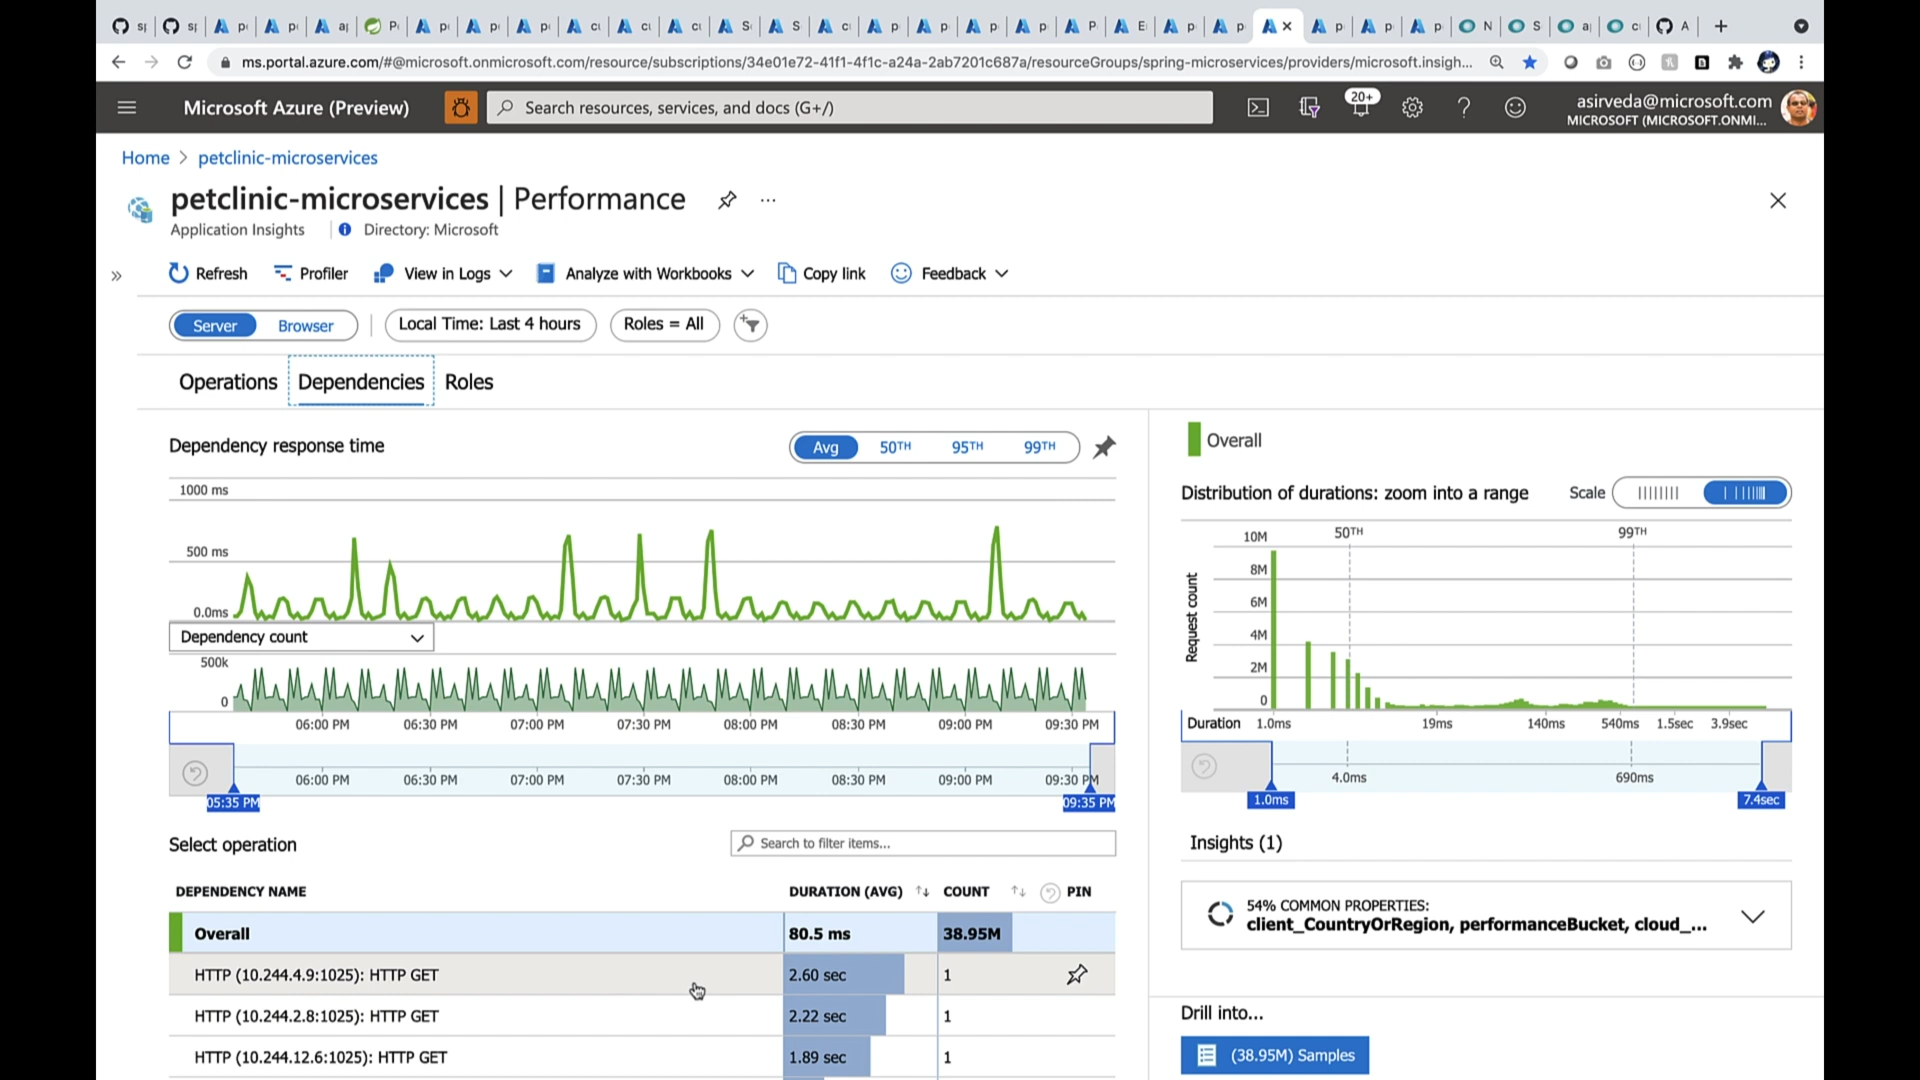 sp
sp
p
p
a
P
p
p
p
c
c
c
S
S
c
p
p
p
p
P
E
p
p
p
p
p
N
S
a
c
A
ms.portal.azure.com/#@microsoft.onmicrosoft.com/resource/subscriptions/34e01e72-41f1-4f1c-a24a-2ab7201c687a/resourceGroups/spring-microservices/providers/microsoft.insigh...
Microsoft Azure (Preview)
Search resources, services, and docs (G+/)
20+
asirveda@microsoft.com
MICROSOFT (MICROSOFT.ONMI...
Home > petclinic-microservices
petclinic-microservices | Performance
...
Application Insights
Directory: Microsoft
Refresh
Profiler
View in Logs
Analyze with Workbooks
Copy link
Feedback
Server
Browser
Local Time: Last 4 hours
Roles = All
Operations
Dependencies
Roles
Dependency response time
Avg
50TH
95TH
99TH
1000 ms
500 ms
0.0ms
Dependency count
500k
0
06:00 PM
06:30 PM
07:00 PM
07:30 PM
08:00 PM
08:30 PM
09:00 PM
09:30 PM
06:00 PM
06:30 PM
07:00 PM
07:30 PM
08:00 PM
08:30 PM
09:00 PM
09:30 PM
05:35 PM
09:35 PM
Select operation
Search to filter items...
DEPENDENCY NAME
DURATION (AVG)
COUNT
PIN
Overall
80.5 ms
38.95M
HTTP (10.244.4.9:1025): HTTP GET
2.60 sec
1
HTTP (10.244.2.8:1025): HTTP GET
2.22 sec
1
HTTP (10.244.12.6:1025): HTTP GET
1.89 sec
1
Overall
Distribution of durations: zoom into a range
Scale
50TH
99TH
Request count
10M
8M
6M
4M
2M
0
Duration
1.0ms
19ms
140ms
540ms
1.5sec
3.9sec
4.0ms
690ms
1.0ms
7.4sec
Insights (1)
54% COMMON PROPERTIES:
client_CountryOrRegion, performanceBucket, cloud_...
Drill into...
(38.95M) Samples